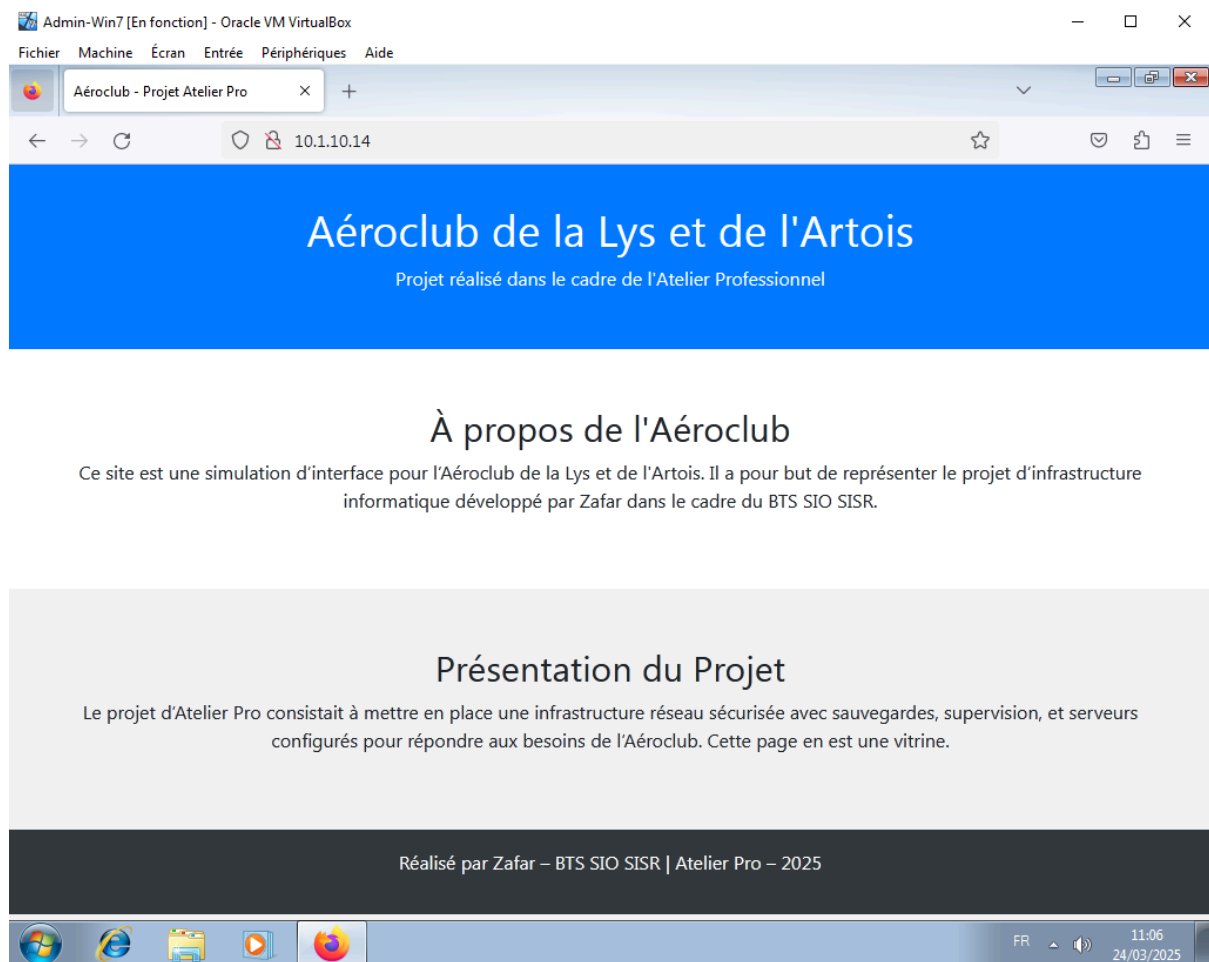 Admin-Win7 [En fonction] - Oracle VM VirtualBox
Fichier Machine Écran Entrée Périphériques Aide
Aéroclub - Projet Atelier Pro
10.1.10.14
Aéroclub de la Lys et de l'Artois
Projet réalisé dans le cadre de l'Atelier Professionnel
À propos de l'Aéroclub
Ce site est une simulation d’interface pour l’Aéroclub de la Lys et de l'Artois. Il a pour but de représenter le projet d’infrastructure
informatique développé par Zafar dans le cadre du BTS SIO SISR.
Présentation du Projet
Le projet d’Atelier Pro consistait à mettre en place une infrastructure réseau sécurisée avec sauvegardes, supervision, et serveurs
configurés pour répondre aux besoins de l’Aéroclub. Cette page en est une vitrine.
Réalisé par Zafar – BTS SIO SISR | Atelier Pro – 2025
FR
11:06
24/03/2025